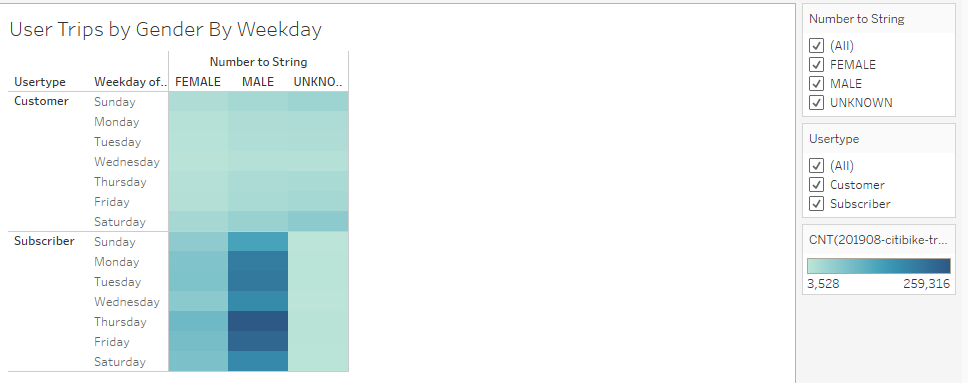 User Trips by Gender By Weekday
Number to String
Usertype Weekday of.. FEMALE MALE UNKNO..
Customer Sunday
Monday
Tuesday
Wednesday
Thursday
Friday
Saturday
Subscriber Sunday
Monday
Tuesday
Wednesday
Thursday
Friday
Saturday
Number to String
(All)
FEMALE
MALE
UNKNOWN
Usertype
(All)
Customer
Subscriber
CNT(201908-citibike-tr...
3,528 259,316